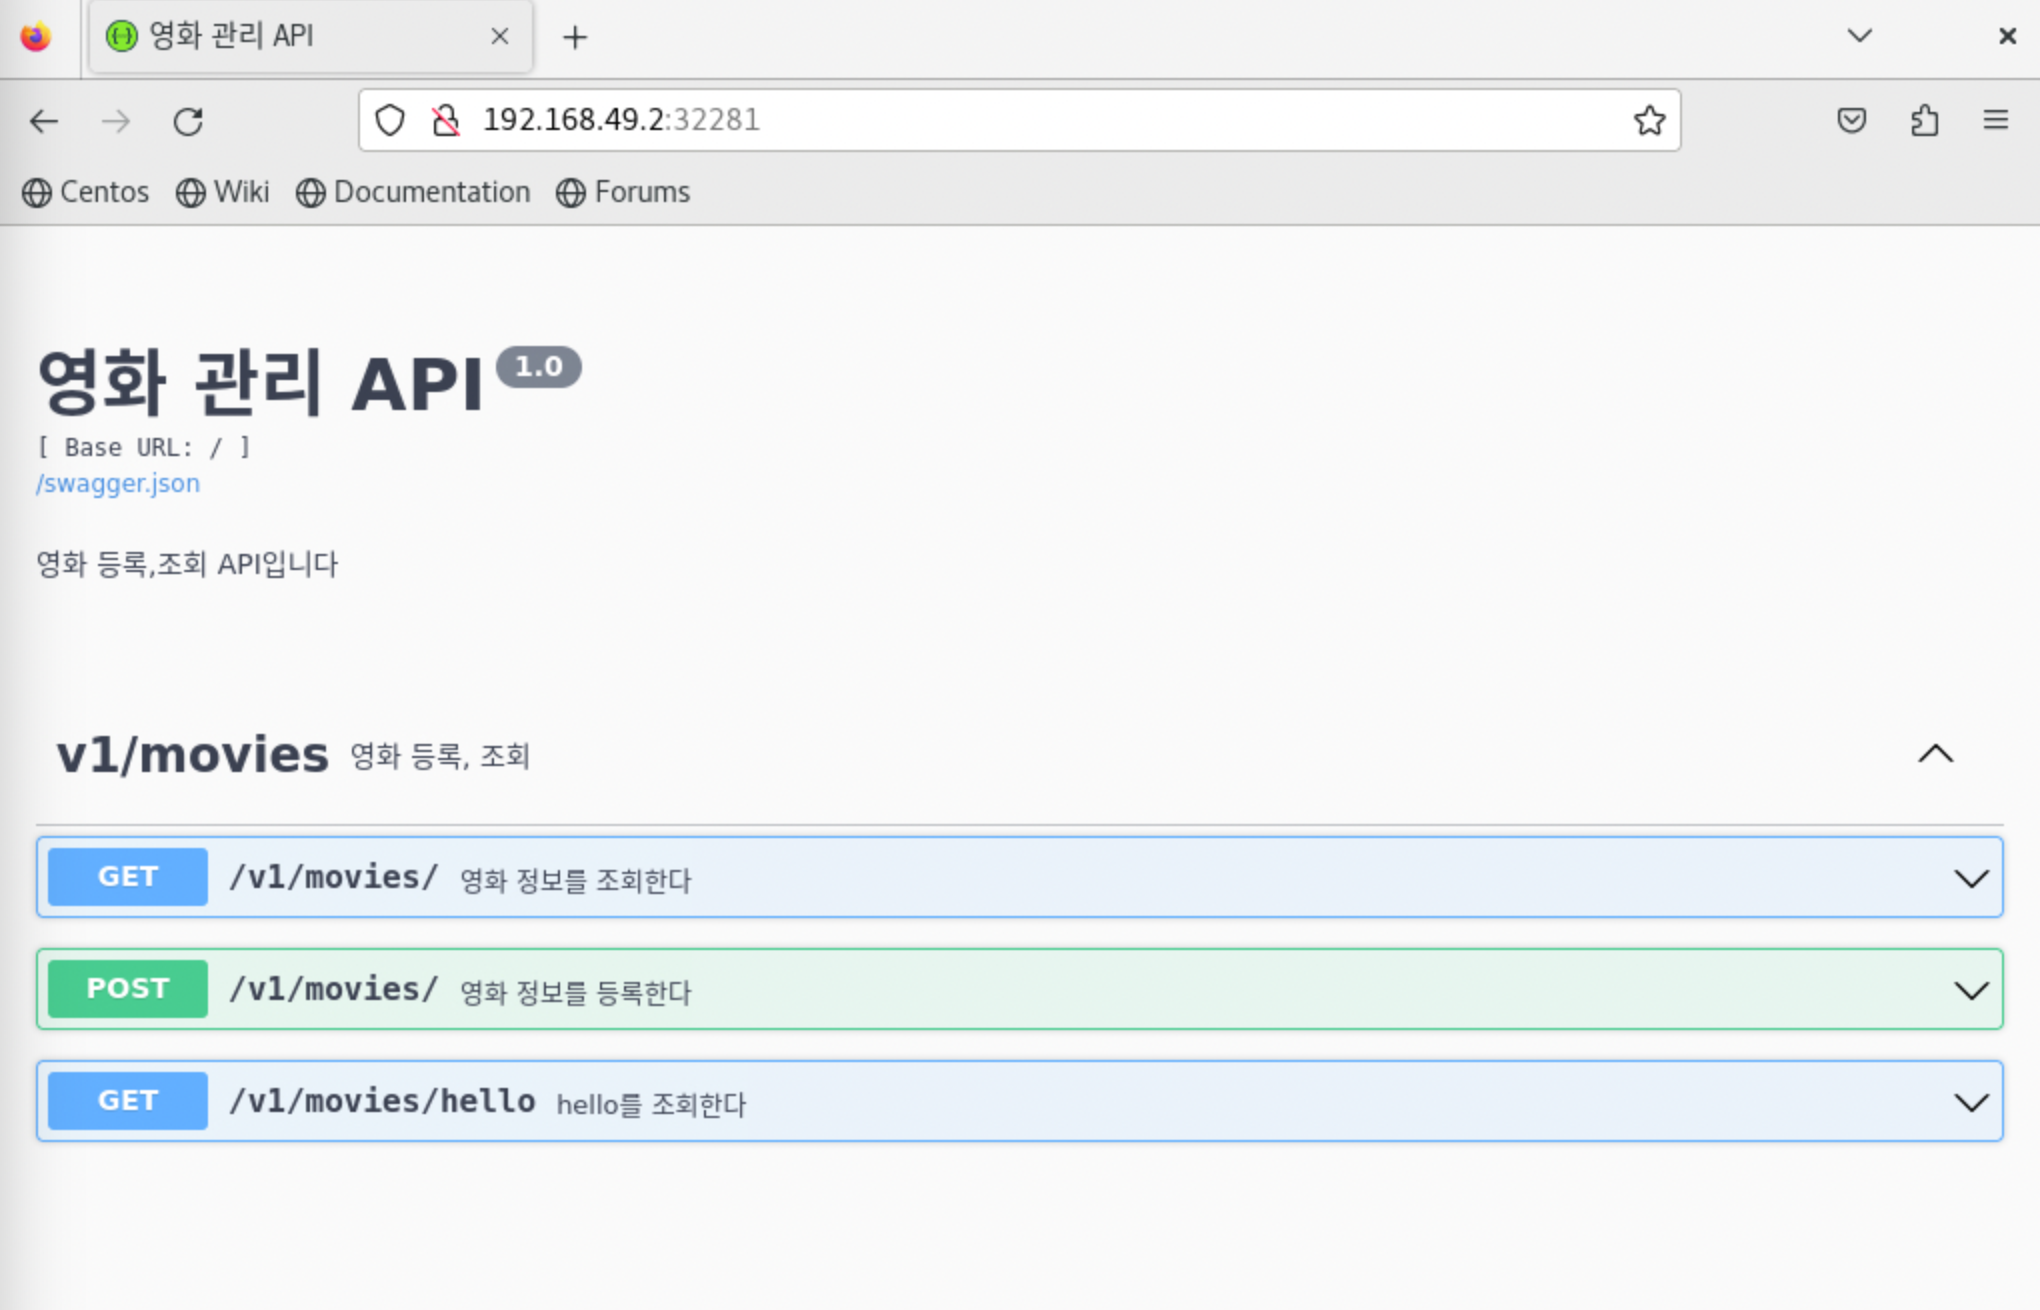 영화 관리 API
192.168.49.2:32281
Centos Wiki Documentation Forums
영화 관리 API 1.0
[ Base URL: / ]
/swagger.json
영화 등록,조회 API입니다
v1/movies 영화 등록, 조회
GET /v1/movies/ 영화 정보를 조회한다
POST /v1/movies/ 영화 정보를 등록한다
GET /v1/movies/hello hello를 조회한다